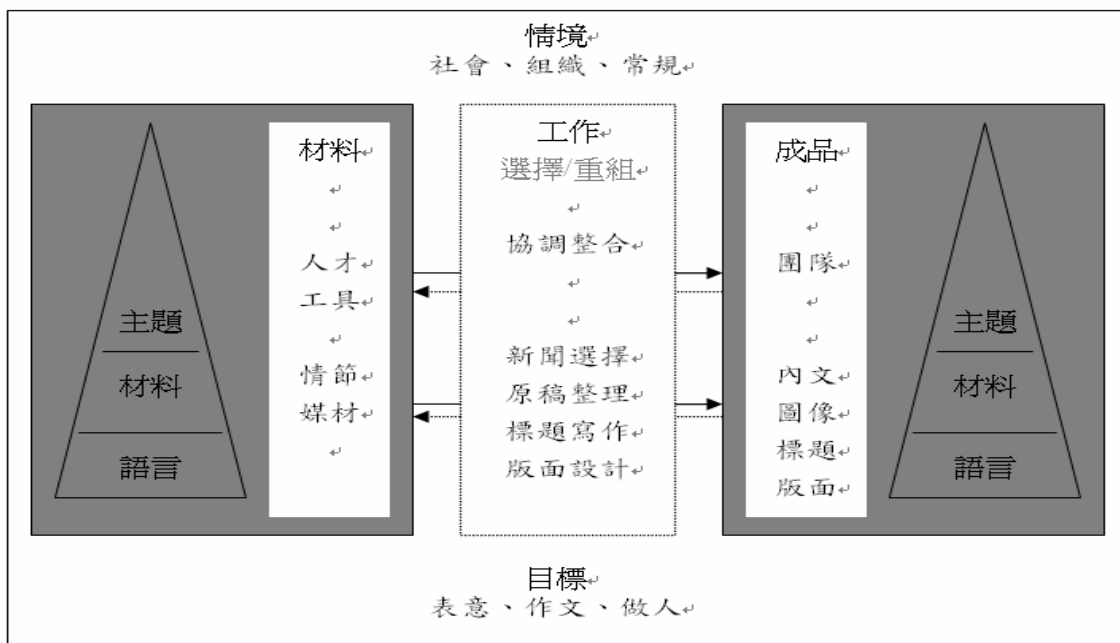 情境
社會、組織、常規
主題
材料
語言
材料
人才
工具
情節
媒材
工作
選擇/重組
協調整合
新聞選擇
原稿整理
標題寫作
版面設計
成品
團隊
內文
圖像
標題
版面
主題
材料
語言
目標
表意、作文、做人